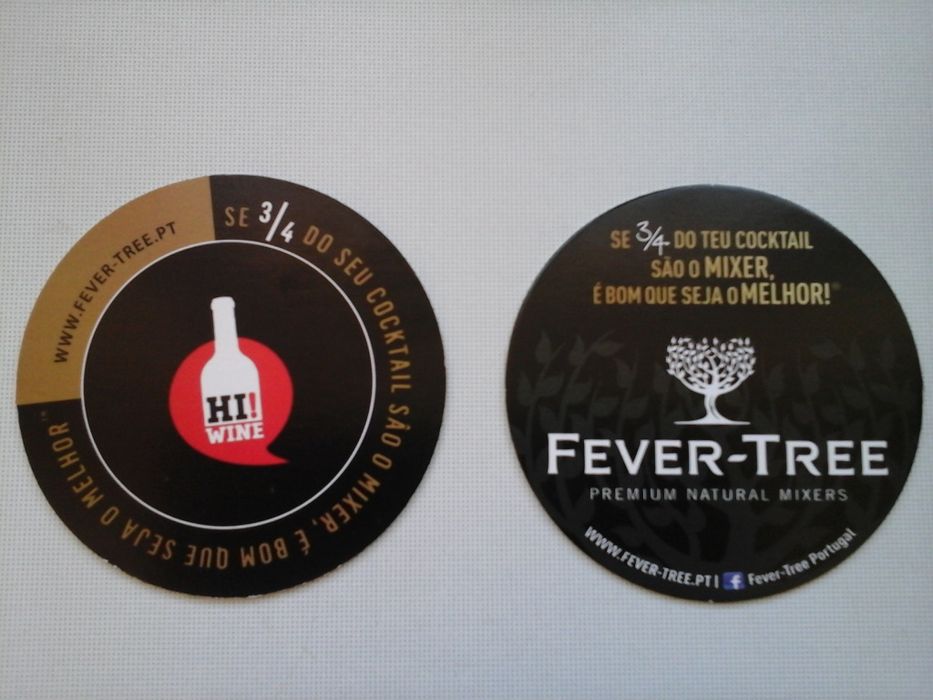 WWW.FEVER-TREE.PT
SE 3/4 DO SEU COCKTAIL SÃO O MIXER, É BOM QUE SEJA O MELHOR™
HI!
WINE
SE 3/4 DO TEU COCKTAIL
SÃO O MIXER,
É BOM QUE SEJA O MELHOR!
FEVER-TREE
PREMIUM NATURAL MIXERS
WWW.FEVER-TREE.PT | f Fever-Tree Portugal